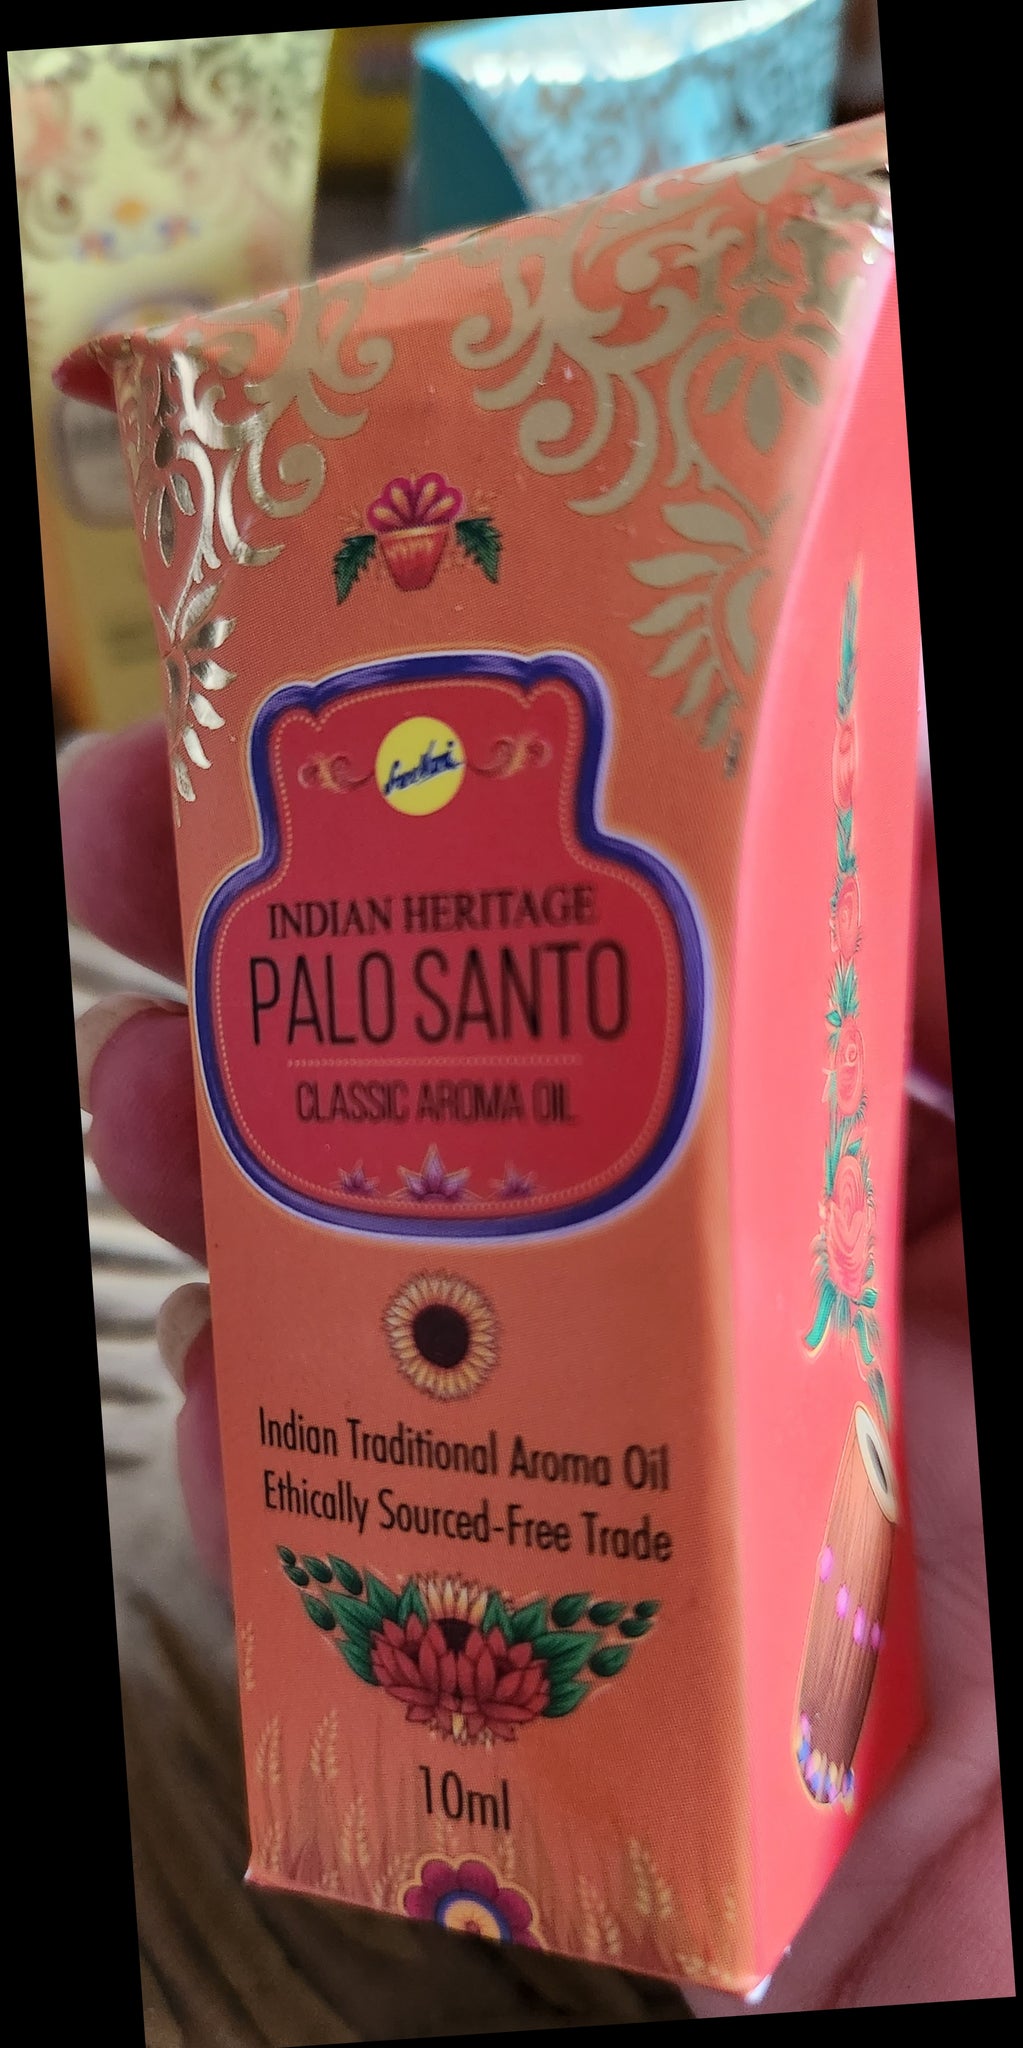 INDIAN HERITAGE
PALO SANTO
CLASSIC AROMA OIL
Indian Traditional Aroma Oil
Ethically Sourced-Free Trade
10ml